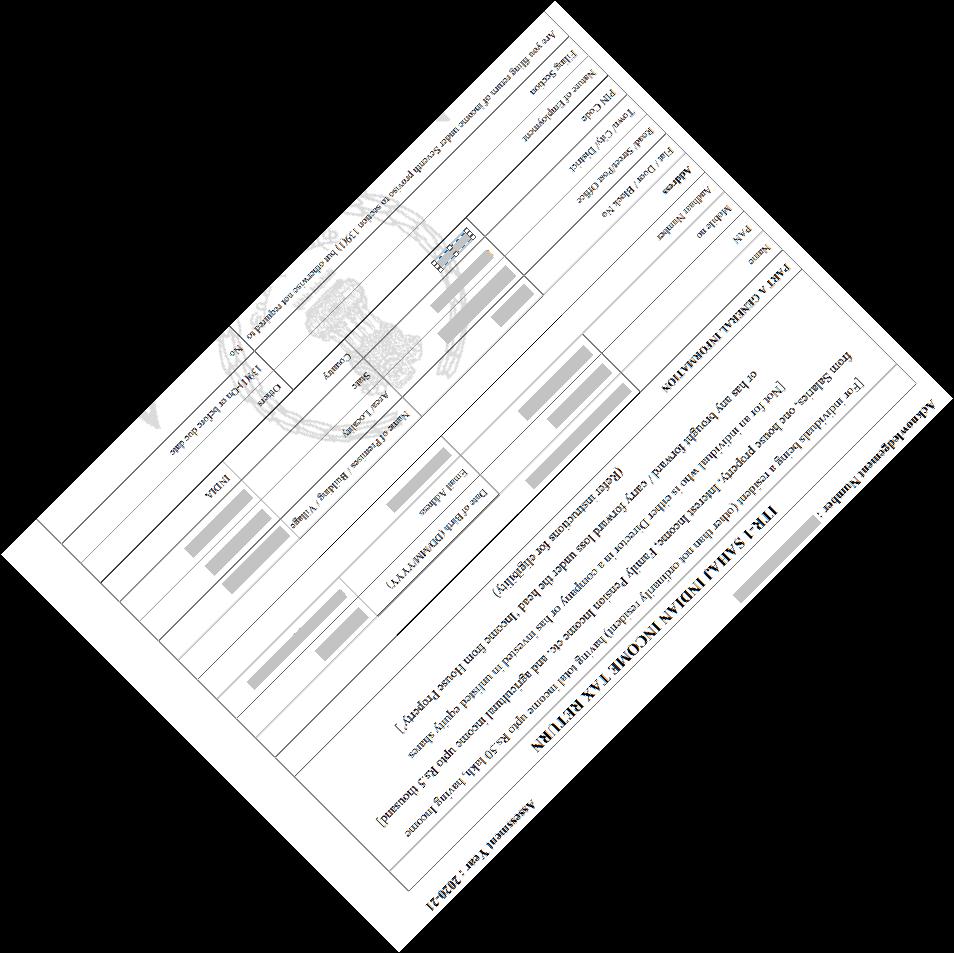 Acknowledgement Number : Assessment Year : 2020-21
ITR-1 SAHAJ INDIAN INCOME TAX RETURN
[For individuals being a resident (other than not ordinarily resident) having total income upto Rs.50 lakh, having Income
from Salaries, one house property, Interest Income, Family Pension Income etc. and agricultural income upto Rs.5 thousand]
[Not for an individual who is either Director in a company or has invested in unlisted equity shares
or has any brought forward / carry forward loss under the head 'Income from House Property']
(Refer instructions for eligibility)
PART A GENERAL INFORMATION
Name
PAN Date of Birth (DD/MM/YYYY)
Mobile no Email Address
Aadhaar Number
Address
Flat / Door / Block No Name of Premises / Building / Village
Road/ Street/Post Office Area/ Locality
Town/ City/ District State
PIN Code Country INDIA
Nature of Employment Others
Filing Section 139(1)-On or before due date
Are you filing return of income under Seventh proviso to section 139(1) but otherwise not required to No